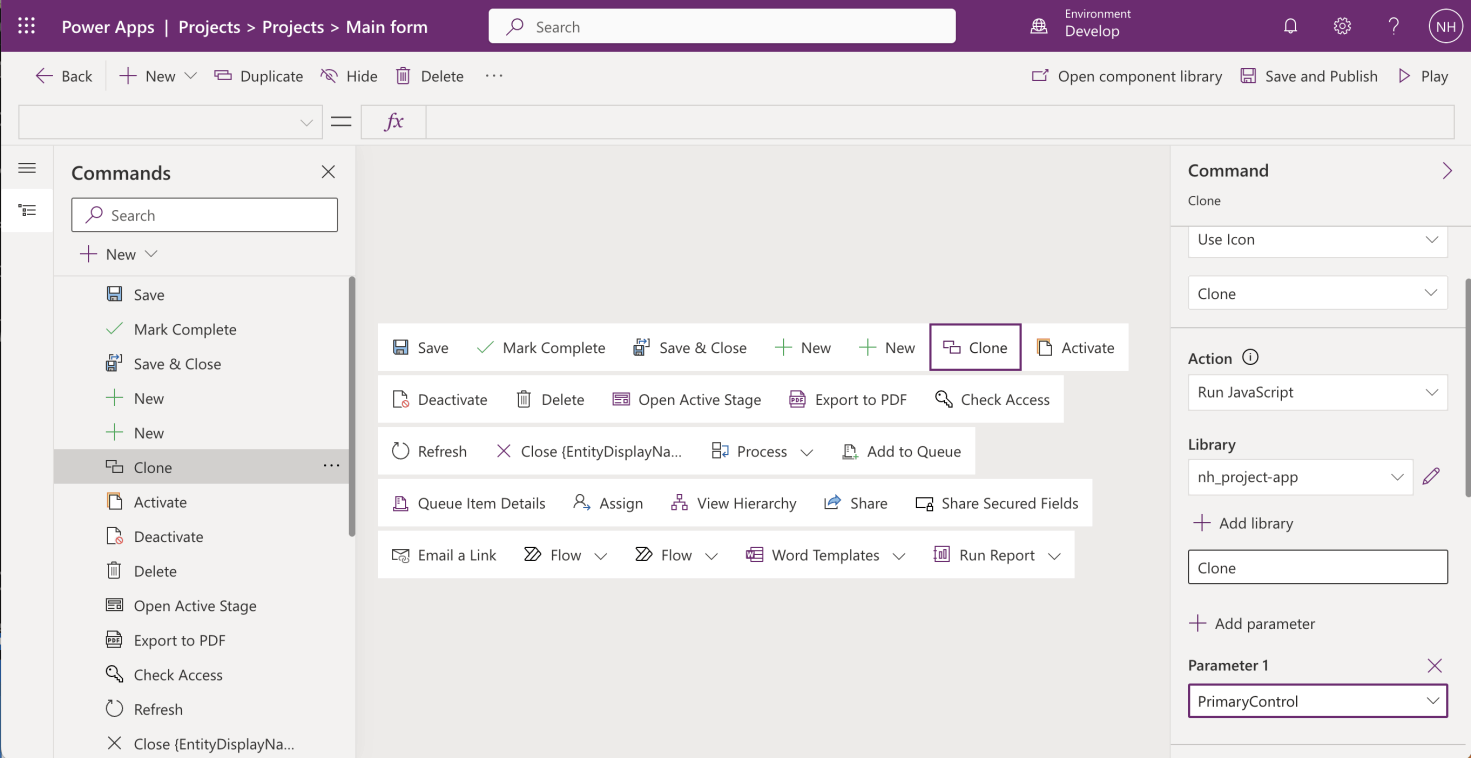 Power Apps | Projects > Projects > Main form
Search
Environment
Develop
?
NH
Back
New
Duplicate
Hide
Delete
···
Open component library
Save and Publish
Play
=
fx
Commands
Search
New
Save
Mark Complete
Save & Close
New
New
Clone
···
Activate
Deactivate
Delete
Open Active Stage
Export to PDF
Check Access
Refresh
Close {EntityDisplayNa...
Save Mark Complete Save & Close New New Clone Activate
Deactivate Delete Open Active Stage Export to PDF Check Access
Refresh Close {EntityDisplayNa... Process Add to Queue
Queue Item Details Assign View Hierarchy Share Share Secured Fields
Email a Link Flow Flow Word Templates Run Report
Command
Clone
Use Icon
Clone
Action
Run JavaScript
Library
nh_project-app
Add library
Clone
Add parameter
Parameter 1
PrimaryControl